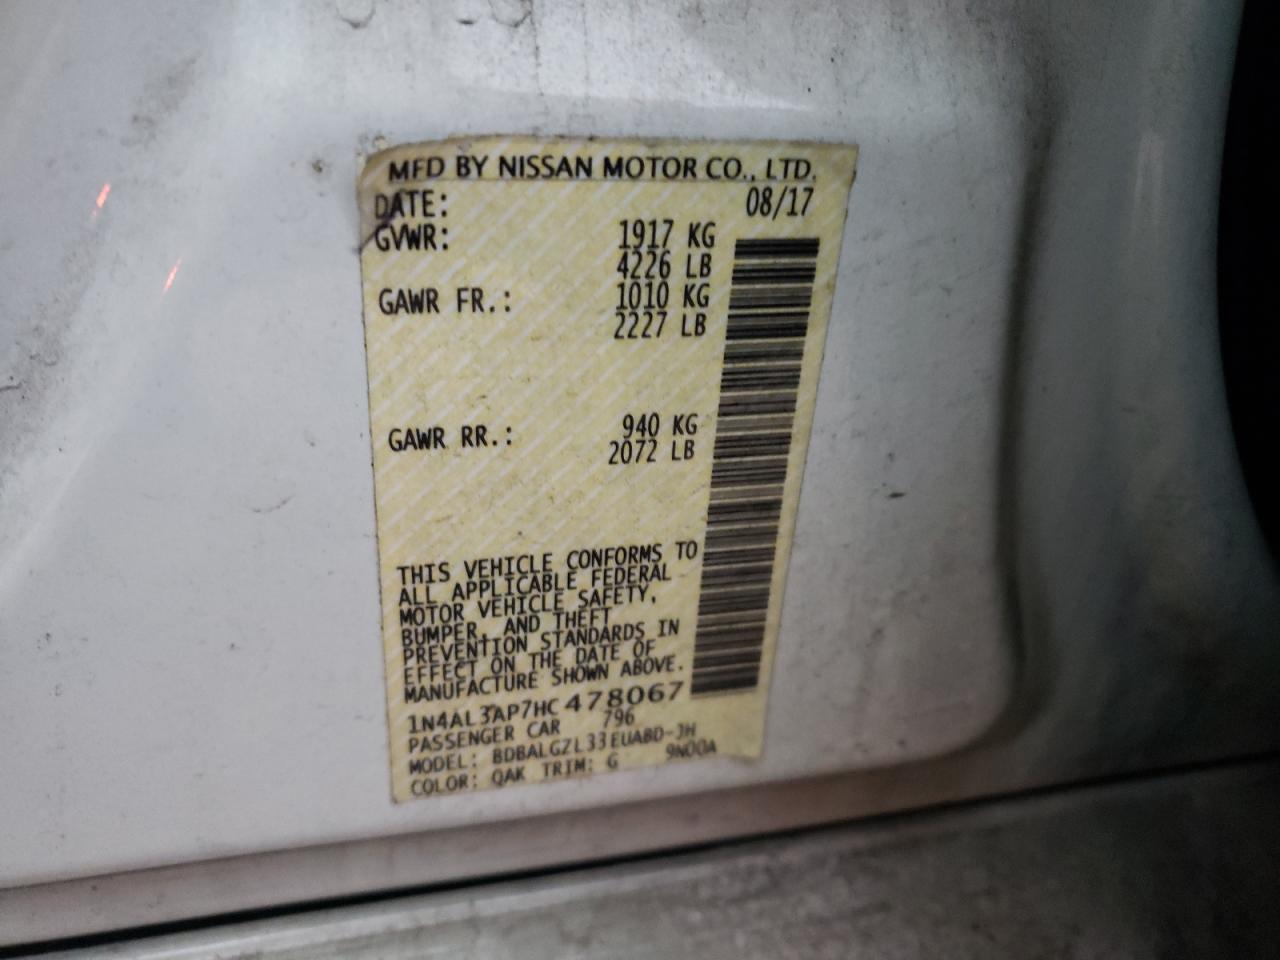 MFD BY NISSAN MOTOR CO., LTD.
DATE: 08/17
GVWR: 1917 KG
4226 LB
GAWR FR.: 1010 KG
2227 LB
GAWR RR.: 940 KG
2072 LB
THIS VEHICLE CONFORMS TO
ALL APPLICABLE FEDERAL
MOTOR VEHICLE SAFETY,
BUMPER, AND THEFT
PREVENTION STANDARDS IN
EFFECT ON THE DATE OF
MANUFACTURE SHOWN ABOVE.
1N4AL3AP7HC478067
PASSENGER CAR 796
MODEL: BDBALGZL33EUABD-JH
COLOR: QAK TRIM: G 9N00A